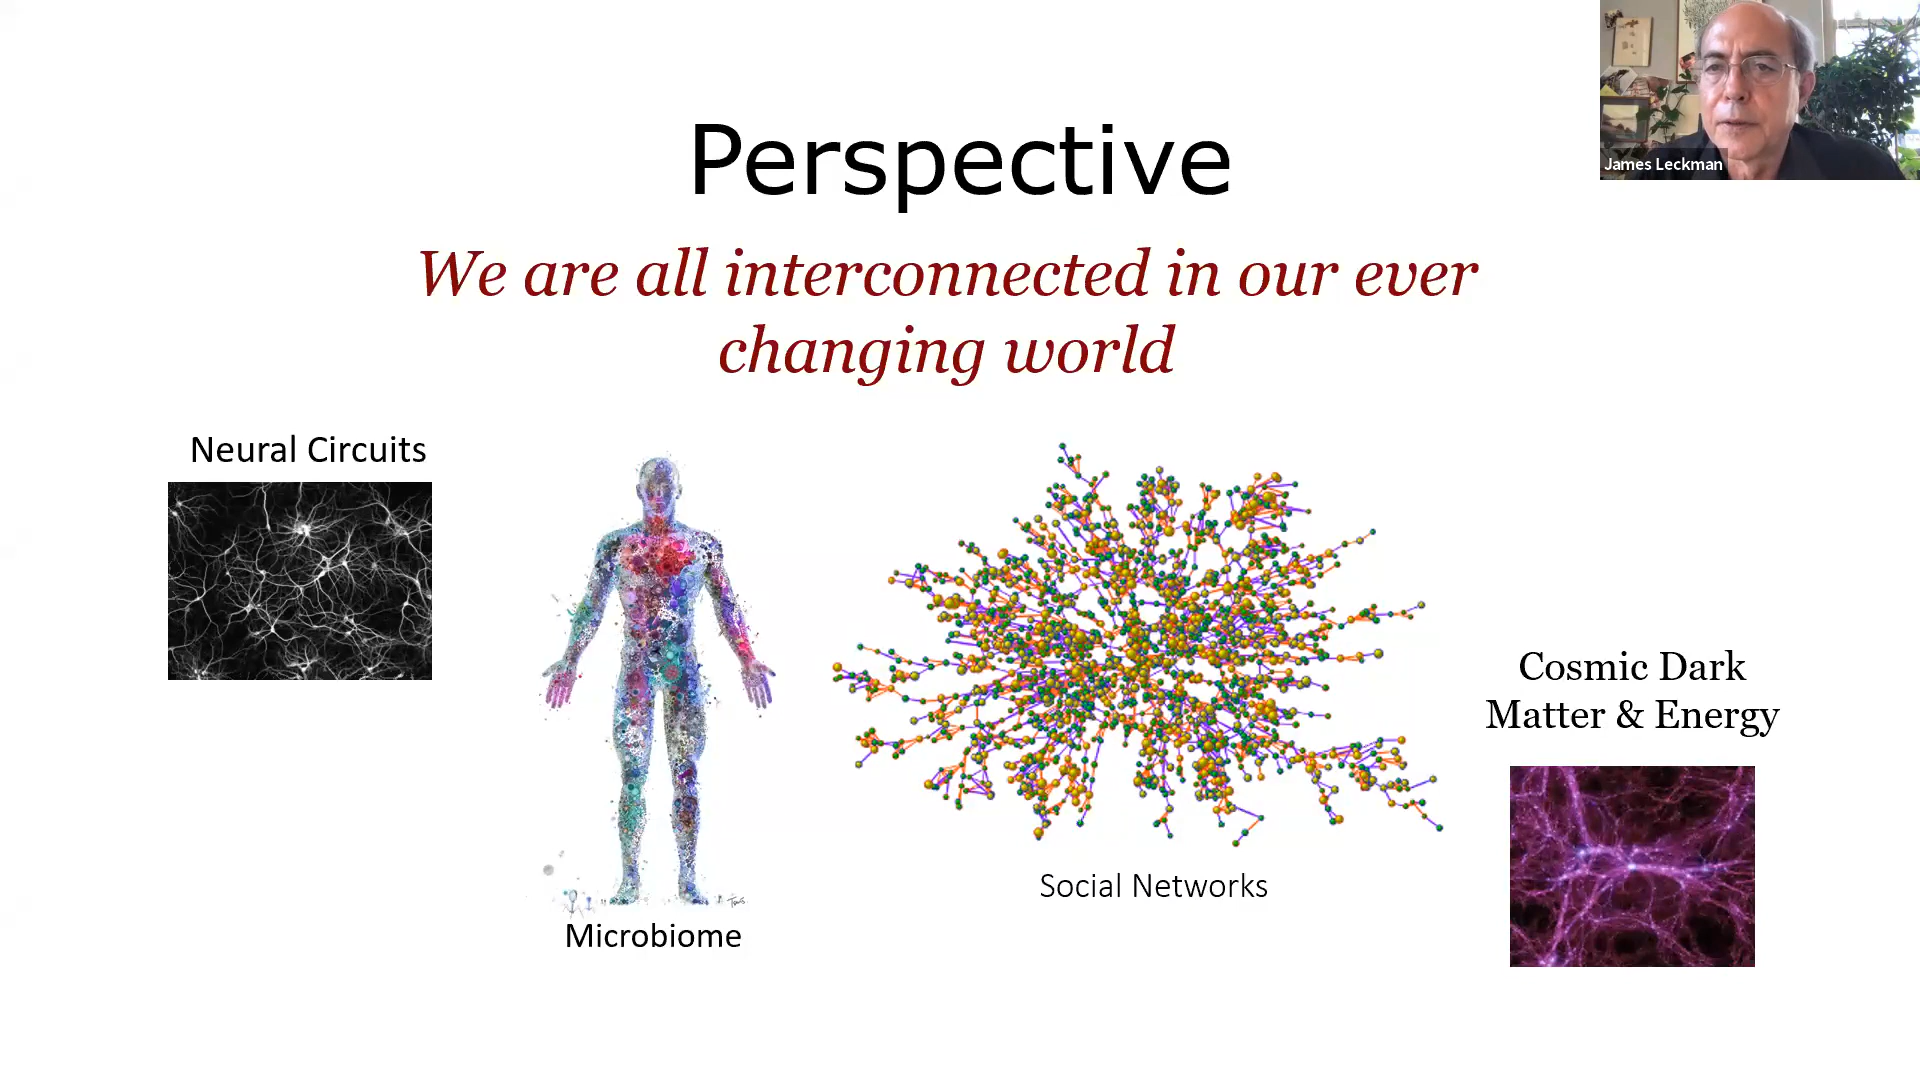 Perspective
James Leckman
We are all interconnected in our ever
changing world
Neural Circuits
Microbiome
Social Networks
Cosmic Dark
Matter & Energy